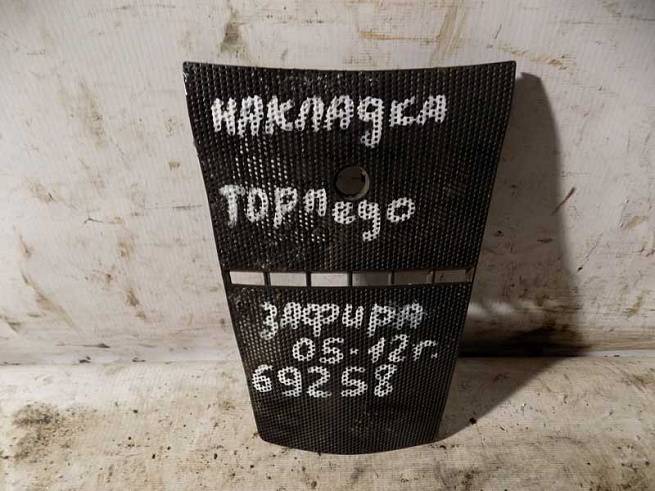 НАКЛАДКА
ТОРПедо
ЗАФИРА
05-12г.
69258